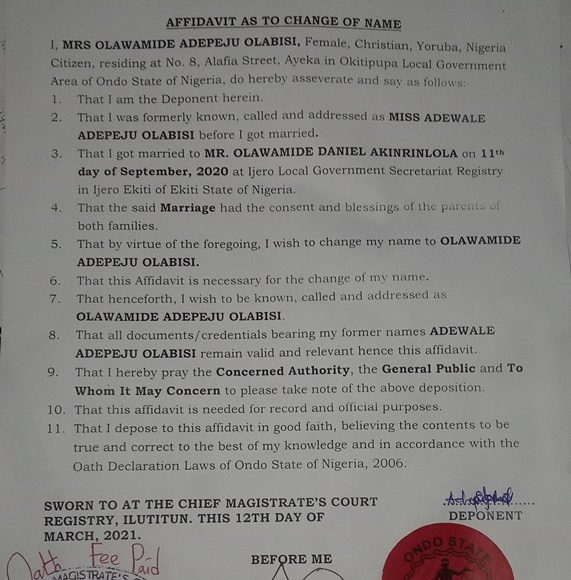 AFFIDAVIT AS TO CHANGE OF NAME
I, MRS OLAWAMIDE ADEPEJU OLABISI, Female, Christian, Yoruba, Nigeria
Citizen, residing at No. 8, Alafia Street, Ayeka in Okitipupa Local Government
Area of Ondo State of Nigeria, do hereby asseverate and say as follows:
1. That I am the Deponent herein.
2. That I was formerly known, called and addressed as MISS ADEWALE
ADEPEJU OLABISI before I got married.
3. That I got married to MR. OLAWAMIDE DANIEL AKINRINLOLA on 11th
day of September, 2020 at Ijero Local Government Secretariat Registry
in Ijero Ekiti of Ekiti State of Nigeria.
4. That the said Marriage had the consent and blessings of the parents of
both families.
5. That by virtue of the foregoing, I wish to change my name to OLAWAMIDE
ADEPEJU OLABISI.
6. That this Affidavit is necessary for the change of my name.
7. That henceforth, I wish to be known, called and addressed as
OLAWAMIDE ADEPEJU OLABISI.
8. That all documents/credentials bearing my former names ADEWALE
ADEPEJU OLABISI remain valid and relevant hence this affidavit.
9. That I hereby pray the Concerned Authority, the General Public and To
Whom It May Concern to please take note of the above deposition.
10. That this affidavit is needed for record and official purposes.
11. That I depose to this affidavit in good faith, believing the contents to be
true and correct to the best of my knowledge and in accordance with the
Oath Declaration Laws of Ondo State of Nigeria, 2006.
SWORN TO AT THE CHIEF MAGISTRATE'S COURT
REGISTRY, ILUTITUN. THIS 12TH DAY OF
MARCH, 2021.
DEPONENT
Oath Fee Paid
MAGISTRATE'S
BEFORE ME
ONDO STATE